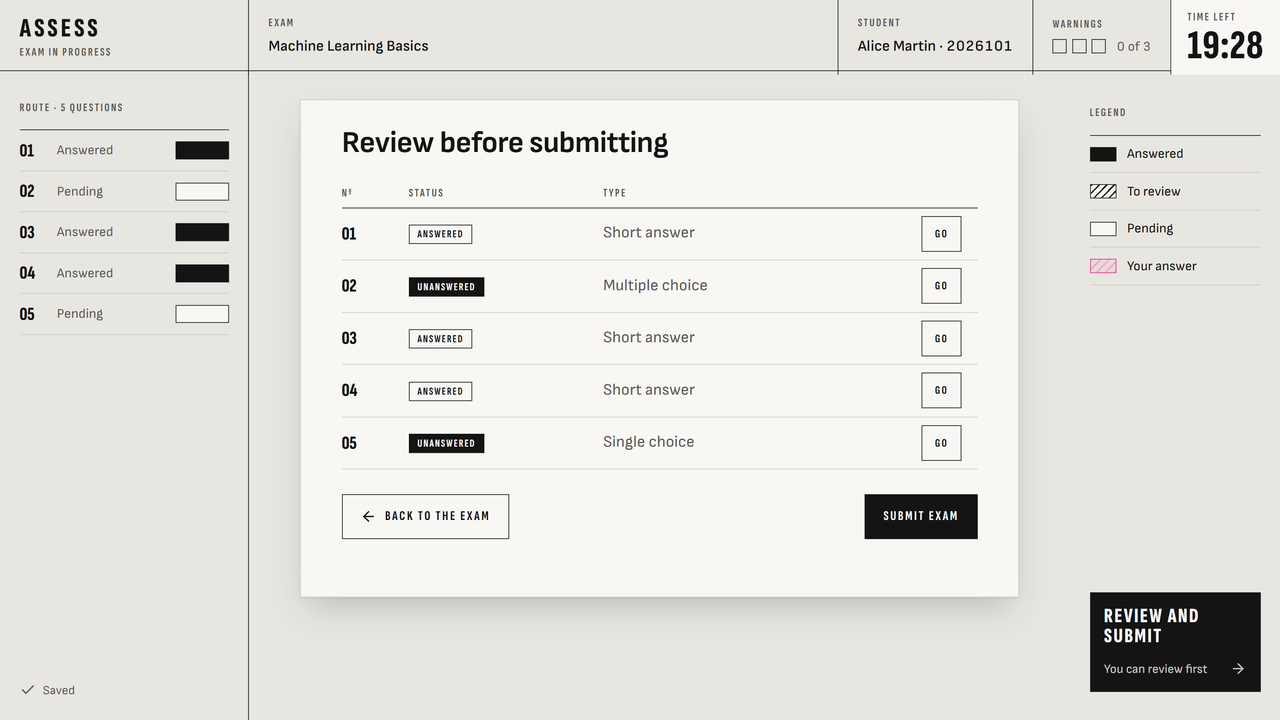 ASSESS
EXAM IN PROGRESS
EXAM
Machine Learning Basics
STUDENT
Alice Martin · 2026101
WARNINGS
0 of 3
TIME LEFT
19:28
ROUTE · 5 QUESTIONS
01 Answered
02 Pending
03 Answered
04 Answered
05 Pending
Saved
Review before submitting
Nº STATUS TYPE
01 ANSWERED Short answer GO
02 UNANSWERED Multiple choice GO
03 ANSWERED Short answer GO
04 ANSWERED Short answer GO
05 UNANSWERED Single choice GO
BACK TO THE EXAM
SUBMIT EXAM
LEGEND
Answered
To review
Pending
Your answer
REVIEW AND
SUBMIT
You can review first